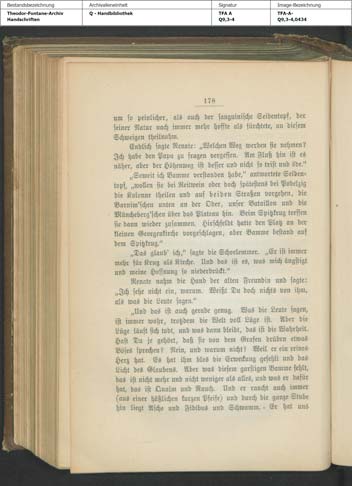 Bestandsbezeichnung Archivalieneinheit Signatur Image-Bezeichnung
Theodor-Fontane-Archiv Q - Handbibliothek TFA A TFA-A-
Handschriften Q9,3-4 Q9,3-4,0434
178
um so peinlicher, als auch der sanguinische Seidentopf, der
seiner Natur nach immer mehr hoffte als fürchtete, an diesem
Schweigen theilnahm.
Endlich sagte Renate: „Welchen Weg werden sie nehmen?
Ich habe den Papa zu fragen vergessen. Am Fluß hin ist es
näher, aber der Höhenweg ist besser und nicht so trist und öde.“
„Soweit ich Bamme verstanden habe,“ antwortete Seiden-
topf, „wollen sie bei Reitwein oder doch spätestens bei Podelzig
die Kolonne theilen und auf beiden Straßen vorgehen, die
Barnim'schen unten an der Oder, unser Bataillon und die
Müncheberg'schen über das Plateau hin. Beim Spitzkrug treffen
sie dann wieder zusammen. Hirschfeldt hatte den Platz an der
kleinen Georgenkirche vorgeschlagen, aber Bamme bestand auf
dem Spitzkrug.“
„Das glaub' ich,“ sagte die Schorlemmer. „Er ist immer
mehr für Krug als Kirche. Und das ist es, was mich ängstigt
und meine Hoffnung so niederdrückt.“
Renate nahm die Hand der alten Freundin und sagte:
„Ich sehe nicht ein, warum. Weißt Du doch nichts von ihm,
als was die Leute sagen.“
„Und das ist auch gerade genug. Was die Leute sagen,
ist immer wahr, trotzdem die Welt voll Lüge ist. Aber die
Lüge läuft sich todt, und was dann bleibt, das ist die Wahrheit.
Hast Du je gehört, daß sie von dem Grafen drüben etwas
Böses sprechen? Nein, und warum nicht? Weil er ein reines
Herz hat. Es hat ihm blos die Erweckung gefehlt und das
Licht des Glaubens. Aber was diesem garstigen Bamme fehlt,
das ist nicht mehr und nicht weniger als alles, und was er dafür
hat, das ist Qualm und Rauch. Und er raucht auch immer
(aus einer häßlichen kurzen Pfeife) und durch die ganze Stube
hin liegt Asche und Fidibus und Schwamm. Er hat uns